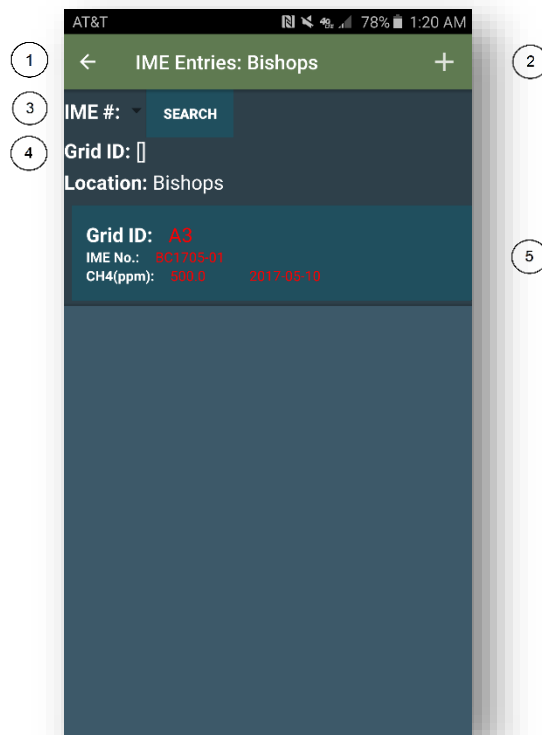 AT&T 78% 1:20 AM
1 IME Entries: Bishops 2
3 IME #: SEARCH
4 Grid ID: []
Location: Bishops
Grid ID: A3
5
IME No.: BC1705-01
CH4(ppm): 500.0 2017-05-10